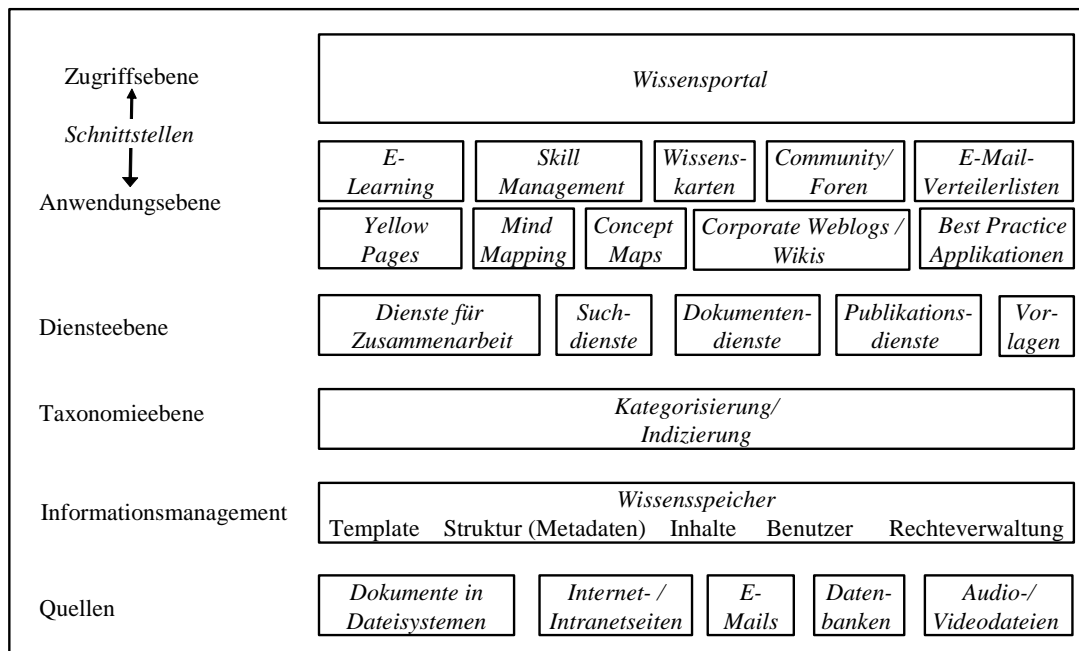 Zugriffsebene
Wissensportal
Schnittstellen
E-
Learning
Skill
Management
Wissens-
karten
Community/
Foren
E-Mail-
Verteilerlisten
Anwendungsebene
Yellow
Pages
Mind
Mapping
Concept
Maps
Corporate Weblogs /
Wikis
Best Practice
Applikationen
Diensteebene
Dienste für
Zusammenarbeit
Such-
dienste
Dokumenten-
dienste
Publikations-
dienste
Vor-
lagen
Taxonomieebene
Kategorisierung/
Indizierung
Informationsmanagement
Wissensspeicher
Template Struktur (Metadaten) Inhalte Benutzer Rechteverwaltung
Quellen
Dokumente in
Dateisystemen
Internet- /
Intranetseiten
E-
Mails
Daten-
banken
Audio-/
Videodateien